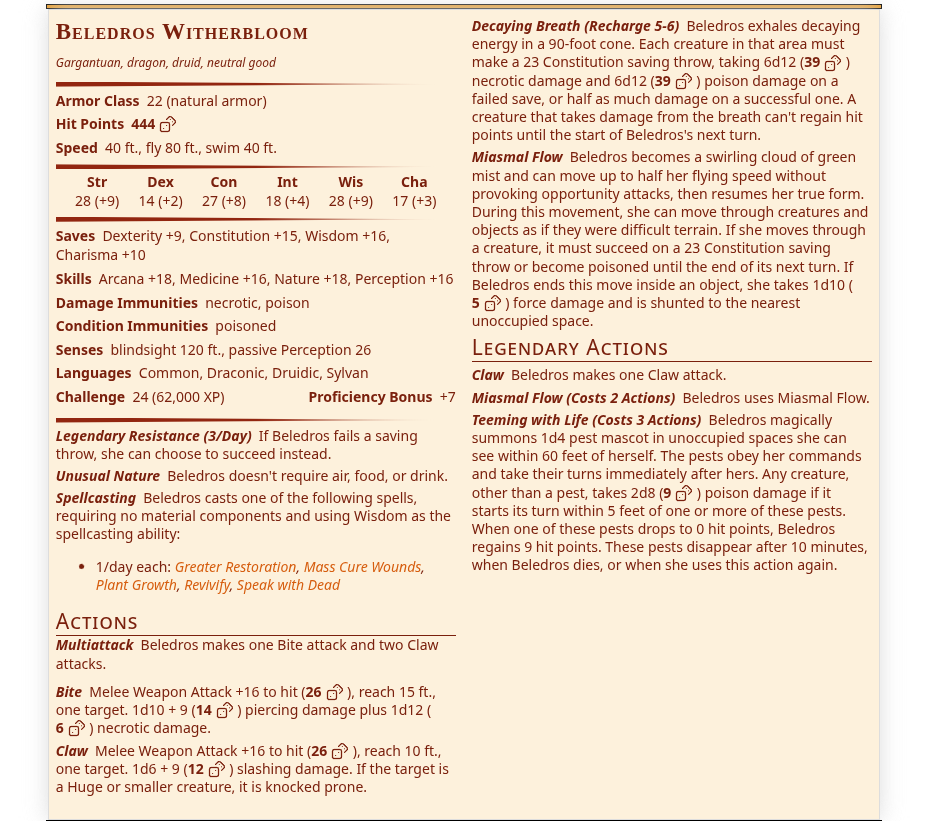 Beledros Witherbloom
Gargantuan, dragon, druid, neutral good
Armor Class 22 (natural armor)
Hit Points 444
Speed 40 ft., fly 80 ft., swim 40 ft.
Str Dex Con Int Wis Cha
28 (+9) 14 (+2) 27 (+8) 18 (+4) 28 (+9) 17 (+3)
Saves Dexterity +9, Constitution +15, Wisdom +16,
Charisma +10
Skills Arcana +18, Medicine +16, Nature +18, Perception +16
Damage Immunities necrotic, poison
Condition Immunities poisoned
Senses blindsight 120 ft., passive Perception 26
Languages Common, Draconic, Druidic, Sylvan
Challenge 24 (62,000 XP) Proficiency Bonus +7
Legendary Resistance (3/Day) If Beledros fails a saving
throw, she can choose to succeed instead.
Unusual Nature Beledros doesn't require air, food, or drink.
Spellcasting Beledros casts one of the following spells,
requiring no material components and using Wisdom as the
spellcasting ability:
• 1/day each: Greater Restoration, Mass Cure Wounds,
Plant Growth, Revivify, Speak with Dead
Actions
Multiattack Beledros makes one Bite attack and two Claw
attacks.
Bite Melee Weapon Attack +16 to hit (26 ), reach 15 ft.,
one target. 1d10 + 9 (14 ) piercing damage plus 1d12 (
6 ) necrotic damage.
Claw Melee Weapon Attack +16 to hit (26 ), reach 10 ft.,
one target. 1d6 + 9 (12 ) slashing damage. If the target is
a Huge or smaller creature, it is knocked prone.
Decaying Breath (Recharge 5-6) Beledros exhales decaying
energy in a 90-foot cone. Each creature in that area must
make a 23 Constitution saving throw, taking 6d12 (39 )
necrotic damage and 6d12 (39 ) poison damage on a
failed save, or half as much damage on a successful one. A
creature that takes damage from the breath can't regain hit
points until the start of Beledros's next turn.
Miasmal Flow Beledros becomes a swirling cloud of green
mist and can move up to half her flying speed without
provoking opportunity attacks, then resumes her true form.
During this movement, she can move through creatures and
objects as if they were difficult terrain. If she moves through
a creature, it must succeed on a 23 Constitution saving
throw or become poisoned until the end of its next turn. If
Beledros ends this move inside an object, she takes 1d10 (
5 ) force damage and is shunted to the nearest
unoccupied space.
Legendary Actions
Claw Beledros makes one Claw attack.
Miasmal Flow (Costs 2 Actions) Beledros uses Miasmal Flow.
Teeming with Life (Costs 3 Actions) Beledros magically
summons 1d4 pest mascot in unoccupied spaces she can
see within 60 feet of herself. The pests obey her commands
and take their turns immediately after hers. Any creature,
other than a pest, takes 2d8 (9 ) poison damage if it
starts its turn within 5 feet of one or more of these pests.
When one of these pests drops to 0 hit points, Beledros
regains 9 hit points. These pests disappear after 10 minutes,
when Beledros dies, or when she uses this action again.